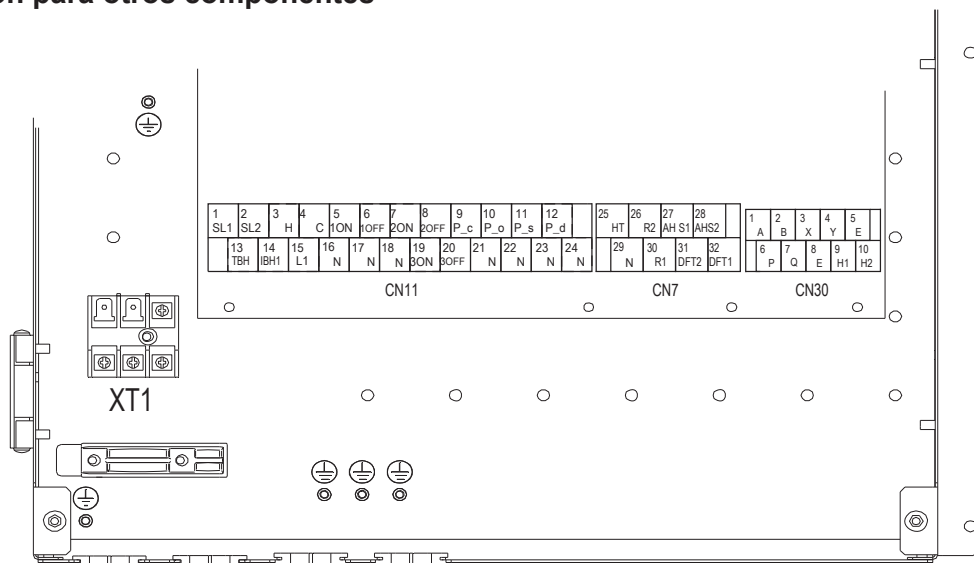 para otros componentes
1 2 3 4 5 6 7 8 9 10 11 12
SL1 SL2 H C 1ON 1OFF 2ON 2OFF P_c P_o P_s P_d
13 14 15 16 17 18 19 20 21 22 23 24
TBH IBH1 L1 N N N 3ON 3OFF N N N N
CN11
25 26 27 28
HT R2 AH S1 AHS2
29 30 31 32
N R1 DFT2 DFT1
CN7
1 2 3 4 5
A B X Y E
6 7 8 9 10
P Q E H1 H2
CN30
XT1